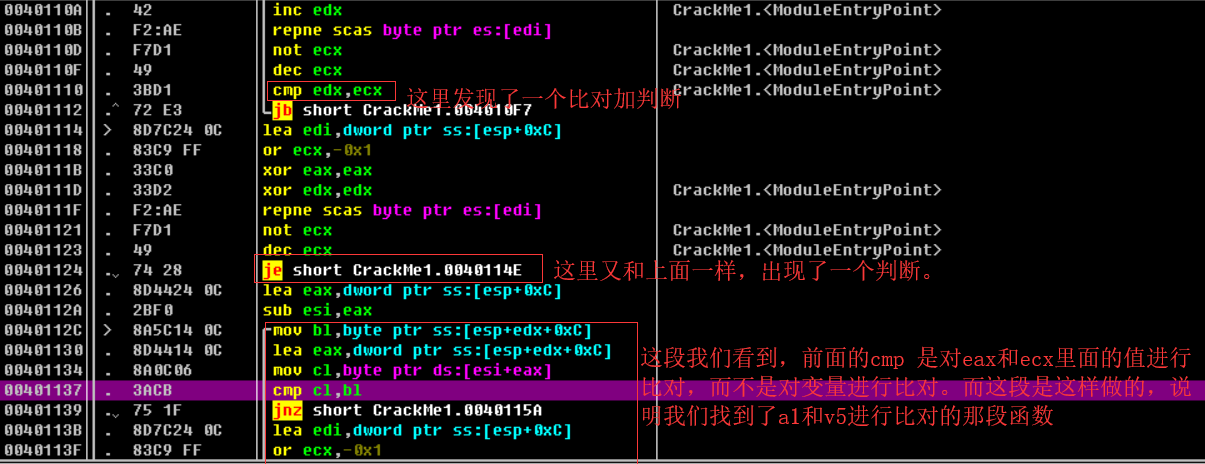 0040110A . 42 inc edx CrackMe1.<ModuleEntryPoint>
0040110B . F2:AE repne scas byte ptr es:[edi]
0040110D . F7D1 not ecx CrackMe1.<ModuleEntryPoint>
0040110F . 49 dec ecx CrackMe1.<ModuleEntryPoint>
00401110 . 3BD1 cmp edx,ecx 这里发现了一个比对加判断 CrackMe1.<ModuleEntryPoint>
00401112 .^ 72 E3 jb short CrackMe1.004010F7
00401114 > 8D7C24 0C lea edi,dword ptr ss:[esp+0xC]
00401118 . 83C9 FF or ecx,-0x1
0040111B . 33C0 xor eax,eax
0040111D . 33D2 xor edx,edx CrackMe1.<ModuleEntryPoint>
0040111F . F2:AE repne scas byte ptr es:[edi]
00401121 . F7D1 not ecx CrackMe1.<ModuleEntryPoint>
00401123 . 49 dec ecx CrackMe1.<ModuleEntryPoint>
00401124 .v 74 28 je short CrackMe1.0040114E 这里又和上面一样，出现了一个判断。
00401126 . 8D4424 0C lea eax,dword ptr ss:[esp+0xC]
0040112A . 2BF0 sub esi,eax
0040112C > 8A5C14 0C mov bl,byte ptr ss:[esp+edx+0xC]
00401130 . 8D4414 0C lea eax,dword ptr ss:[esp+edx+0xC]
00401134 . 8A0C06 mov cl,byte ptr ds:[esi+eax]
00401137 . 3ACB cmp cl,bl
00401139 .v 75 1F jnz short CrackMe1.0040115A
0040113B . 8D7C24 0C lea edi,dword ptr ss:[esp+0xC]
0040113F . 83C9 FF or ecx,-0x1
这段我们看到，前面的cmp 是对eax和ecx里面的值进行
比对，而不是对变量进行比对。而这段是这样做的，说
明我们找到了a1和v5进行比对的那段函数